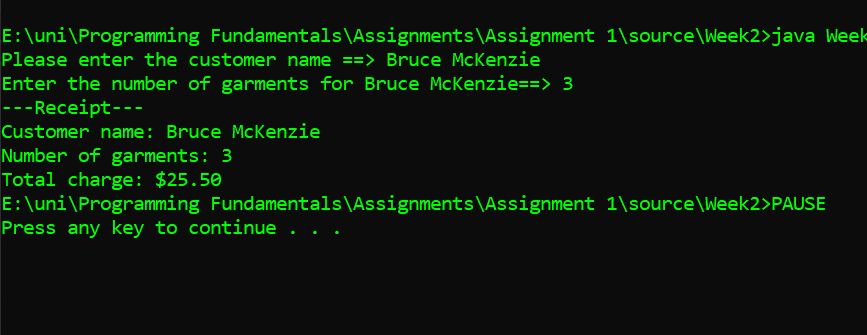 E:\uni\Programming Fundamentals\Assignments\Assignment 1\source\Week2>java Week
Please enter the customer name ==> Bruce McKenzie
Enter the number of garments for Bruce McKenzie==> 3
---Receipt---
Customer name: Bruce McKenzie
Number of garments: 3
Total charge: $25.50
E:\uni\Programming Fundamentals\Assignments\Assignment 1\source\Week2>PAUSE
Press any key to continue . . .